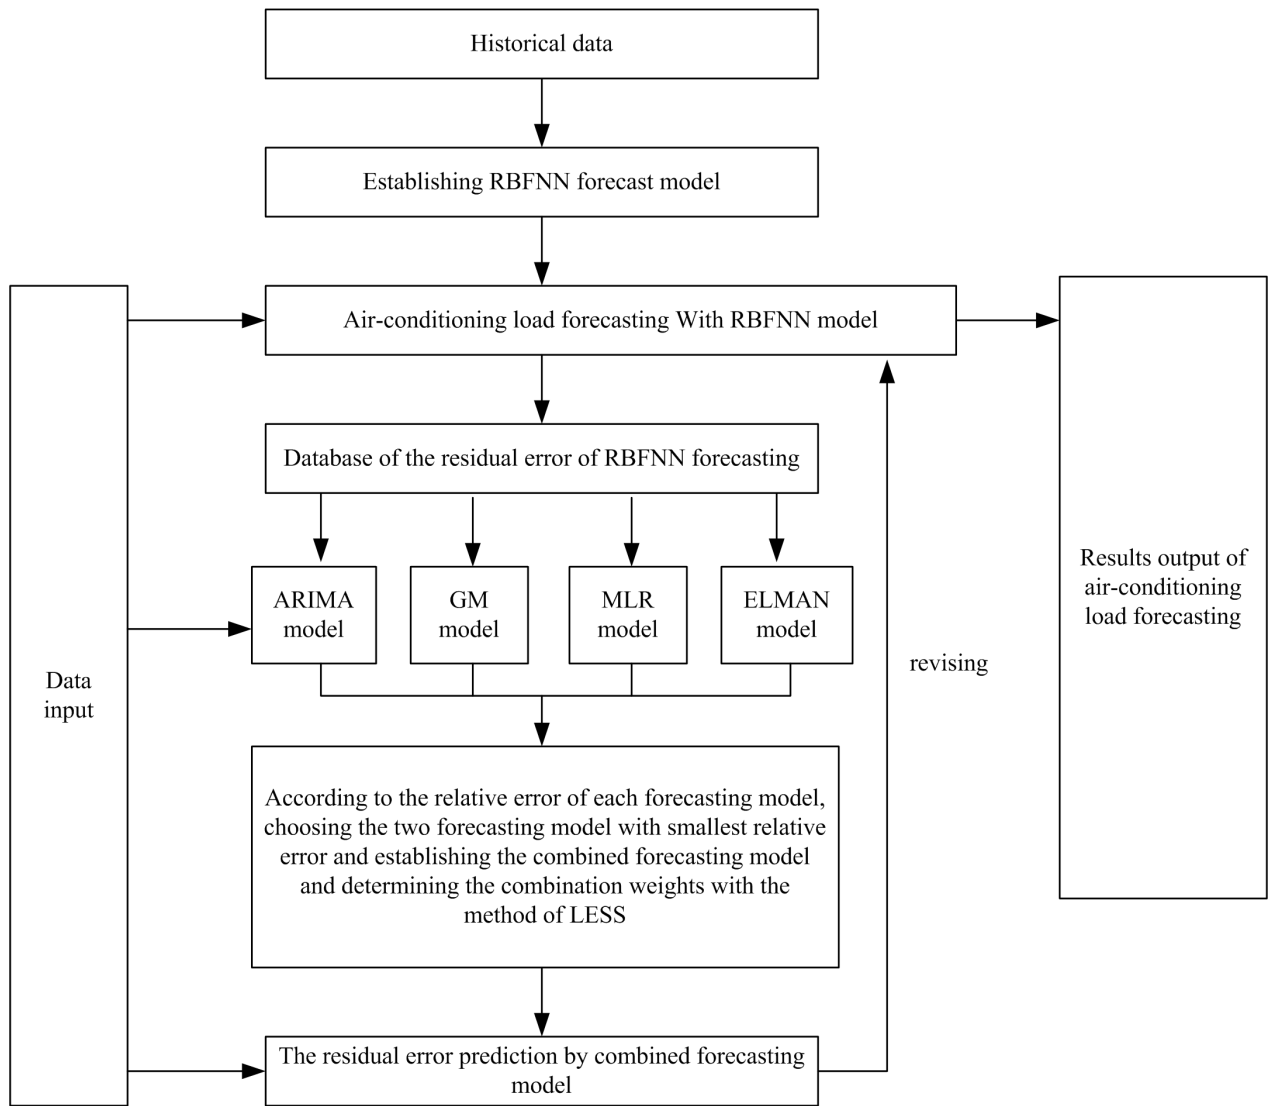 Historical data
Establishing RBFNN forecast model
Air-conditioning load forecasting With RBFNN model
Database of the residual error of RBFNN forecasting
ARIMA
model
GM
model
MLR
model
ELMAN
model
Data
input
revising
Results output of
air-conditioning
load forecasting
According to the relative error of each forecasting model,
choosing the two forecasting model with smallest relative
error and establishing the combined forecasting model
and determining the combination weights with the
method of LESS
The residual error prediction by combined forecasting
model